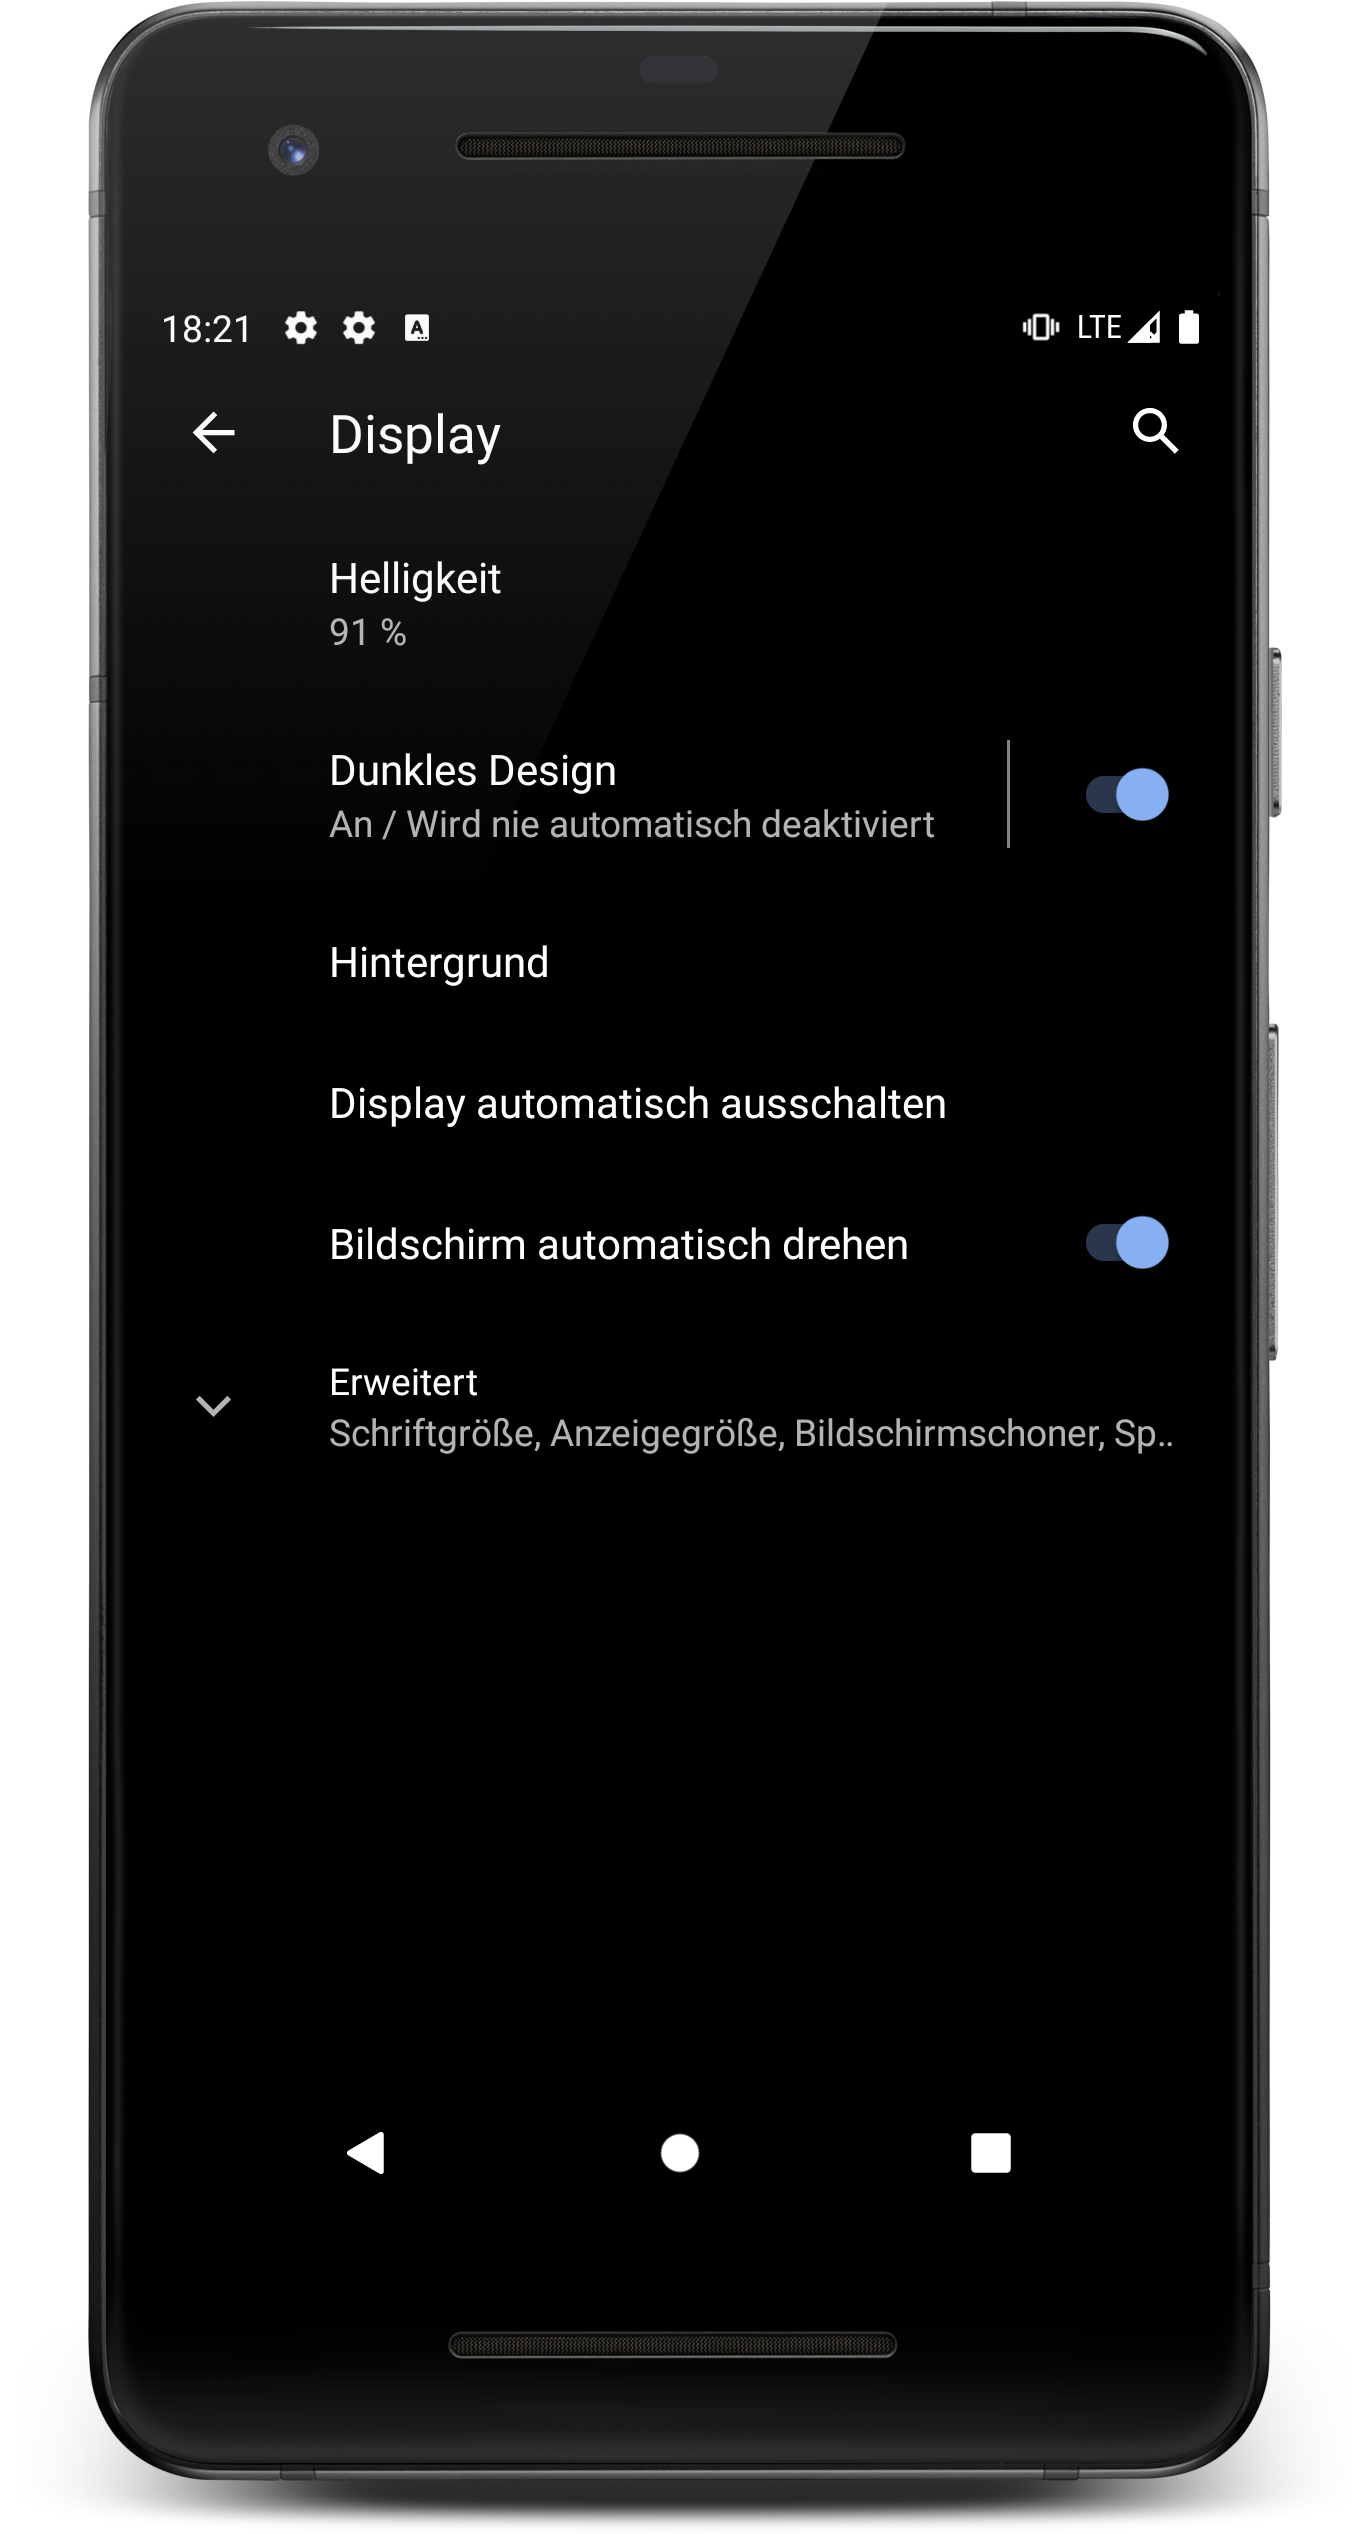 18:21 LTE
Display
Helligkeit
91 %
Dunkles Design
An / Wird nie automatisch deaktiviert
Hintergrund
Display automatisch ausschalten
Bildschirm automatisch drehen
Erweitert
Schriftgröße, Anzeigegröße, Bildschirmschoner, Sp..